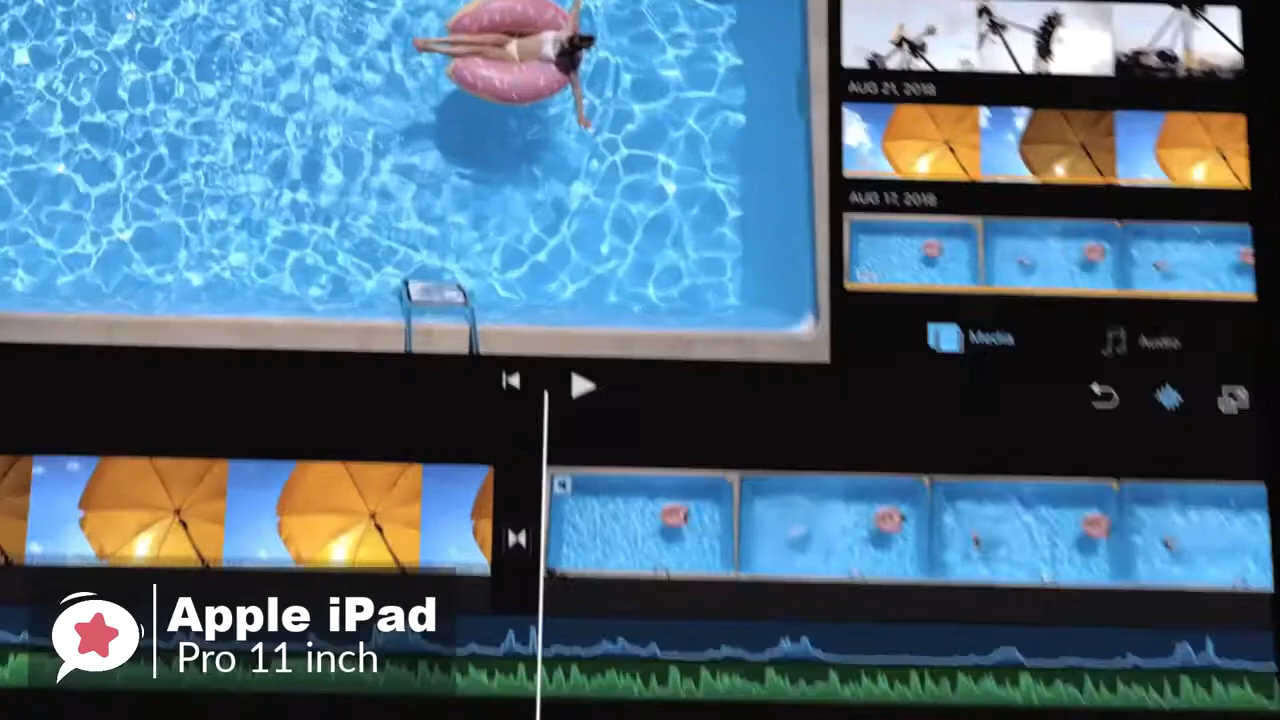 AUG 21, 2018
AUG 17, 2018
Media
Audio
Apple iPad
Pro 11 inch